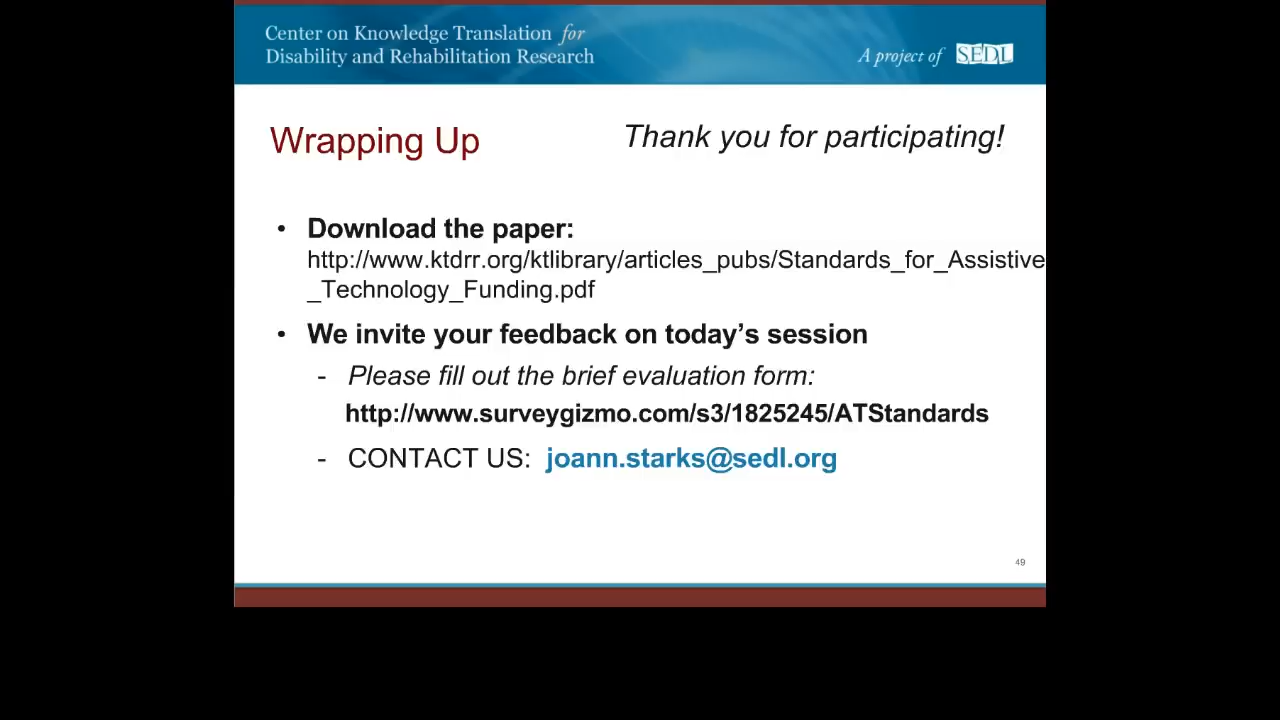 Center on Knowledge Translation for
Disability and Rehabilitation Research
A project of SEDL
Wrapping Up
Thank you for participating!
• Download the paper:
http://www.ktdrr.org/ktlibrary/articles_pubs/Standards_for_Assistive
_Technology_Funding.pdf
• We invite your feedback on today’s session
- Please fill out the brief evaluation form:
http://www.surveygizmo.com/s3/1825245/ATStandards
- CONTACT US: joann.starks@sedl.org
49